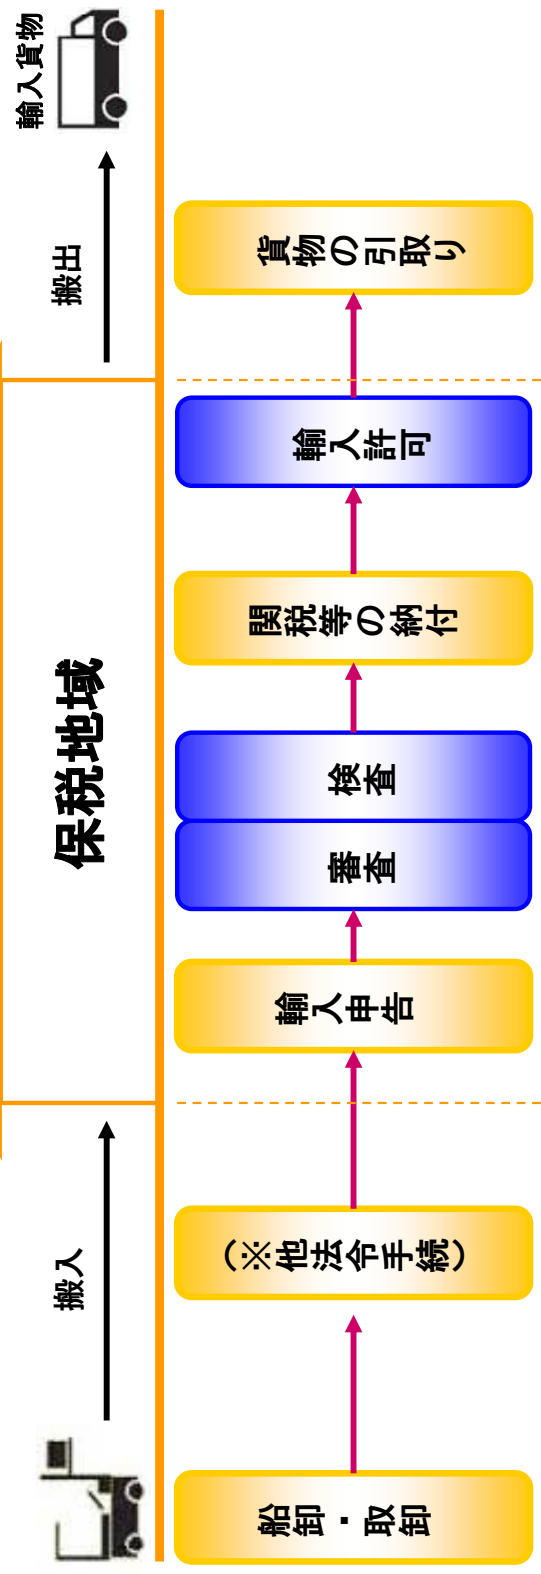 保税地域
搬入
搬出
輸入貨物
船卸・取卸
(※他法令手続)
輸入申告
審査
検査
関税等の納付
輸入許可
貨物の引取り